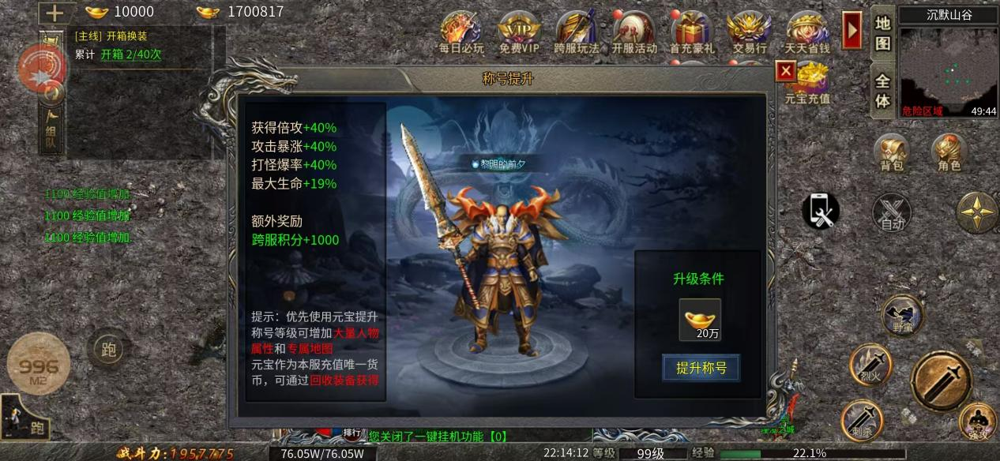 10000
1700817
[主线] 开箱换装
累计 开箱 2/40次
组队
每日必玩
免费VIP
跨服玩法
开服活动
首充豪礼
交易行
天天省钱
元宝充值
地图
全体
沉默山谷
危险区域
49:44
背包
角色
自动
称号提升
获得倍攻+40%
攻击暴涨+40%
打怪爆率+40%
最大生命+19%
额外奖励
跨服积分+1000
黎明的前夕
提示：优先使用元宝提升
称号等级可增加大量人物
属性和专属地图
元宝作为本服充值唯一货
币，可通过回收装备获得
升级条件
20万
提升称号
1100 经验值增加.
1100 经验值增加.
1100 经验值增加.
跑
996
M2
跑
野蛮
烈火
刺杀
强攻
排行
您关闭了一键挂机功能【0】
战斗力:1957775
76.05W/76.05W
22:14:12
等级
99级
经验
22.1%